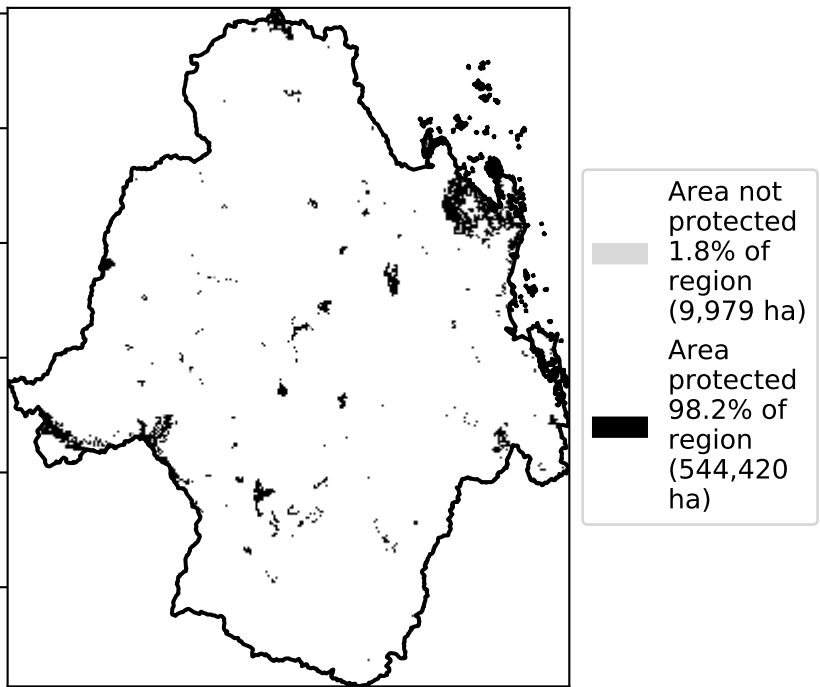 Area not
protected
1.8% of
region
(9,979 ha)
Area
protected
98.2% of
region
(544,420
ha)